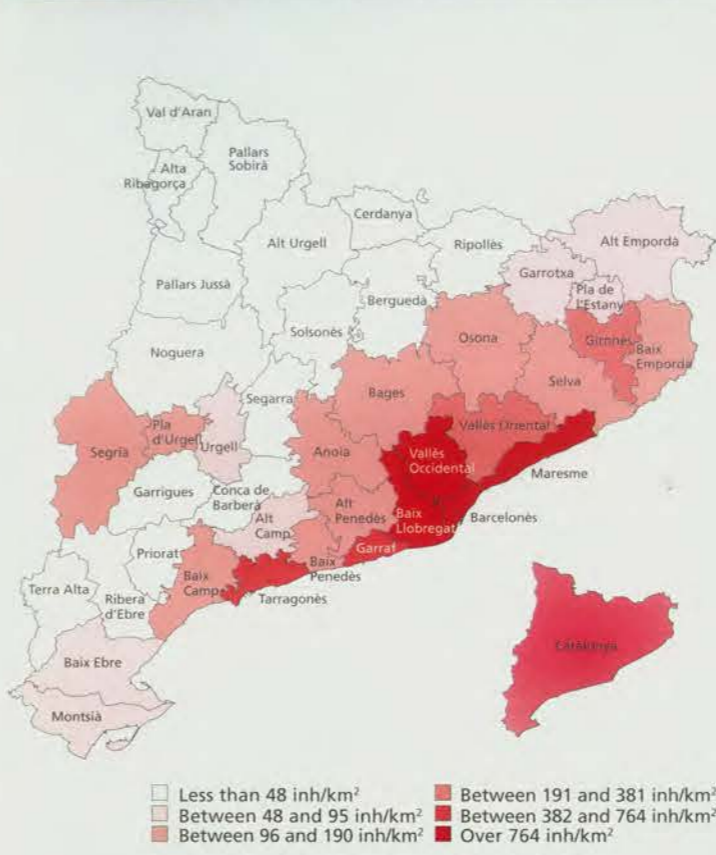 Val d'Aran
Pallars
Sobirà
Alta
Ribagorça
Cerdanya
Alt Urgell
Ripollès
Alt Emporda
Garrotxa
Pallars Jussà
Berguedà
Pla de
l'Estany
Solsonès
Osona
Gironès
Baix
Emporda
Noguera
Selva
Bages
Segarra
Pla
d'Urgell
Urgell
Vallès Oriental
Segrià
Anoia
Vallès
Occidental
Maresme
Garrigues
Conca de
Barberà
Alt
Camp
Alt
Penedès
Baix
Llobregat
Barcelonès
Garraf
Priorat
Baix
Penedès
Terra Alta
Ribera
d'Ebre
Baix
Camp
Tarragonès
Catalunya
Baix Ebre
Montsià
Less than 48 inh/km²
Between 48 and 95 inh/km²
Between 96 and 190 inh/km²
Between 191 and 381 inh/km²
Between 382 and 764 inh/km²
Over 764 inh/km²